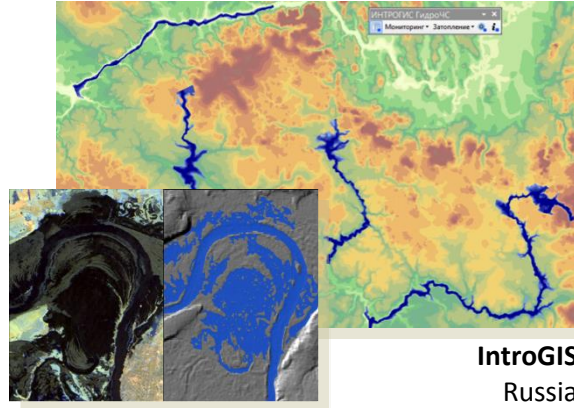 ИНТРОГИС ГидроЧС
Мониторинг Затопление
IntroGIS
Russia